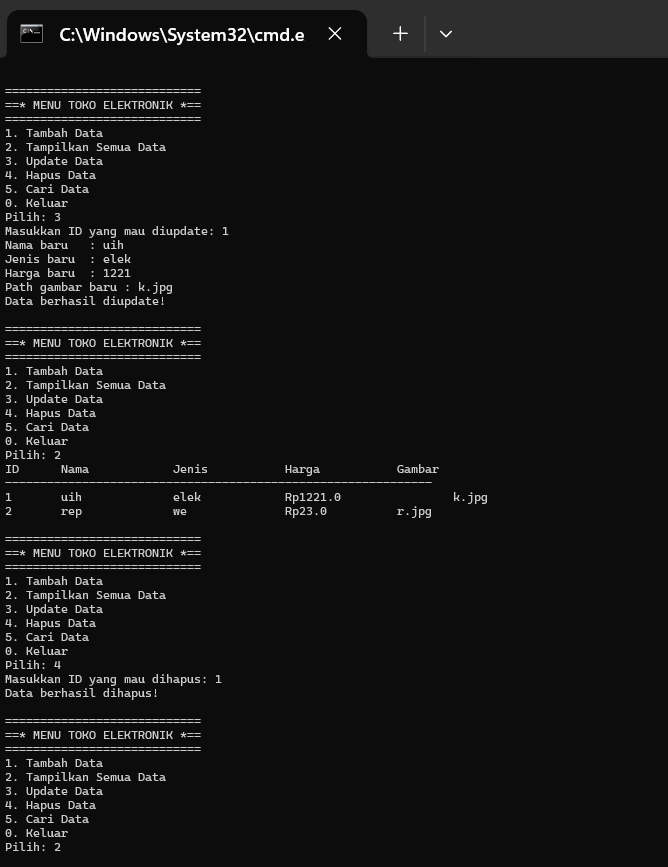 C:\Windows\System32\cmd.e
============================
==* MENU TOKO ELEKTRONIK *==
============================
1. Tambah Data
2. Tampilkan Semua Data
3. Update Data
4. Hapus Data
5. Cari Data
0. Keluar
Pilih: 3
Masukkan ID yang mau diupdate: 1
Nama baru   : uih
Jenis baru  : elek
Harga baru  : 1221
Path gambar baru : k.jpg
Data berhasil diupdate!
============================
==* MENU TOKO ELEKTRONIK *==
============================
1. Tambah Data
2. Tampilkan Semua Data
3. Update Data
4. Hapus Data
5. Cari Data
0. Keluar
Pilih: 2
ID      Nama            Jenis           Harga           Gambar
-------------------------------------------------------------
1       uih             elek            Rp1221.0                k.jpg
2       rep             we              Rp23.0          r.jpg
============================
==* MENU TOKO ELEKTRONIK *==
============================
1. Tambah Data
2. Tampilkan Semua Data
3. Update Data
4. Hapus Data
5. Cari Data
0. Keluar
Pilih: 4
Masukkan ID yang mau dihapus: 1
Data berhasil dihapus!
============================
==* MENU TOKO ELEKTRONIK *==
============================
1. Tambah Data
2. Tampilkan Semua Data
3. Update Data
4. Hapus Data
5. Cari Data
0. Keluar
Pilih: 2